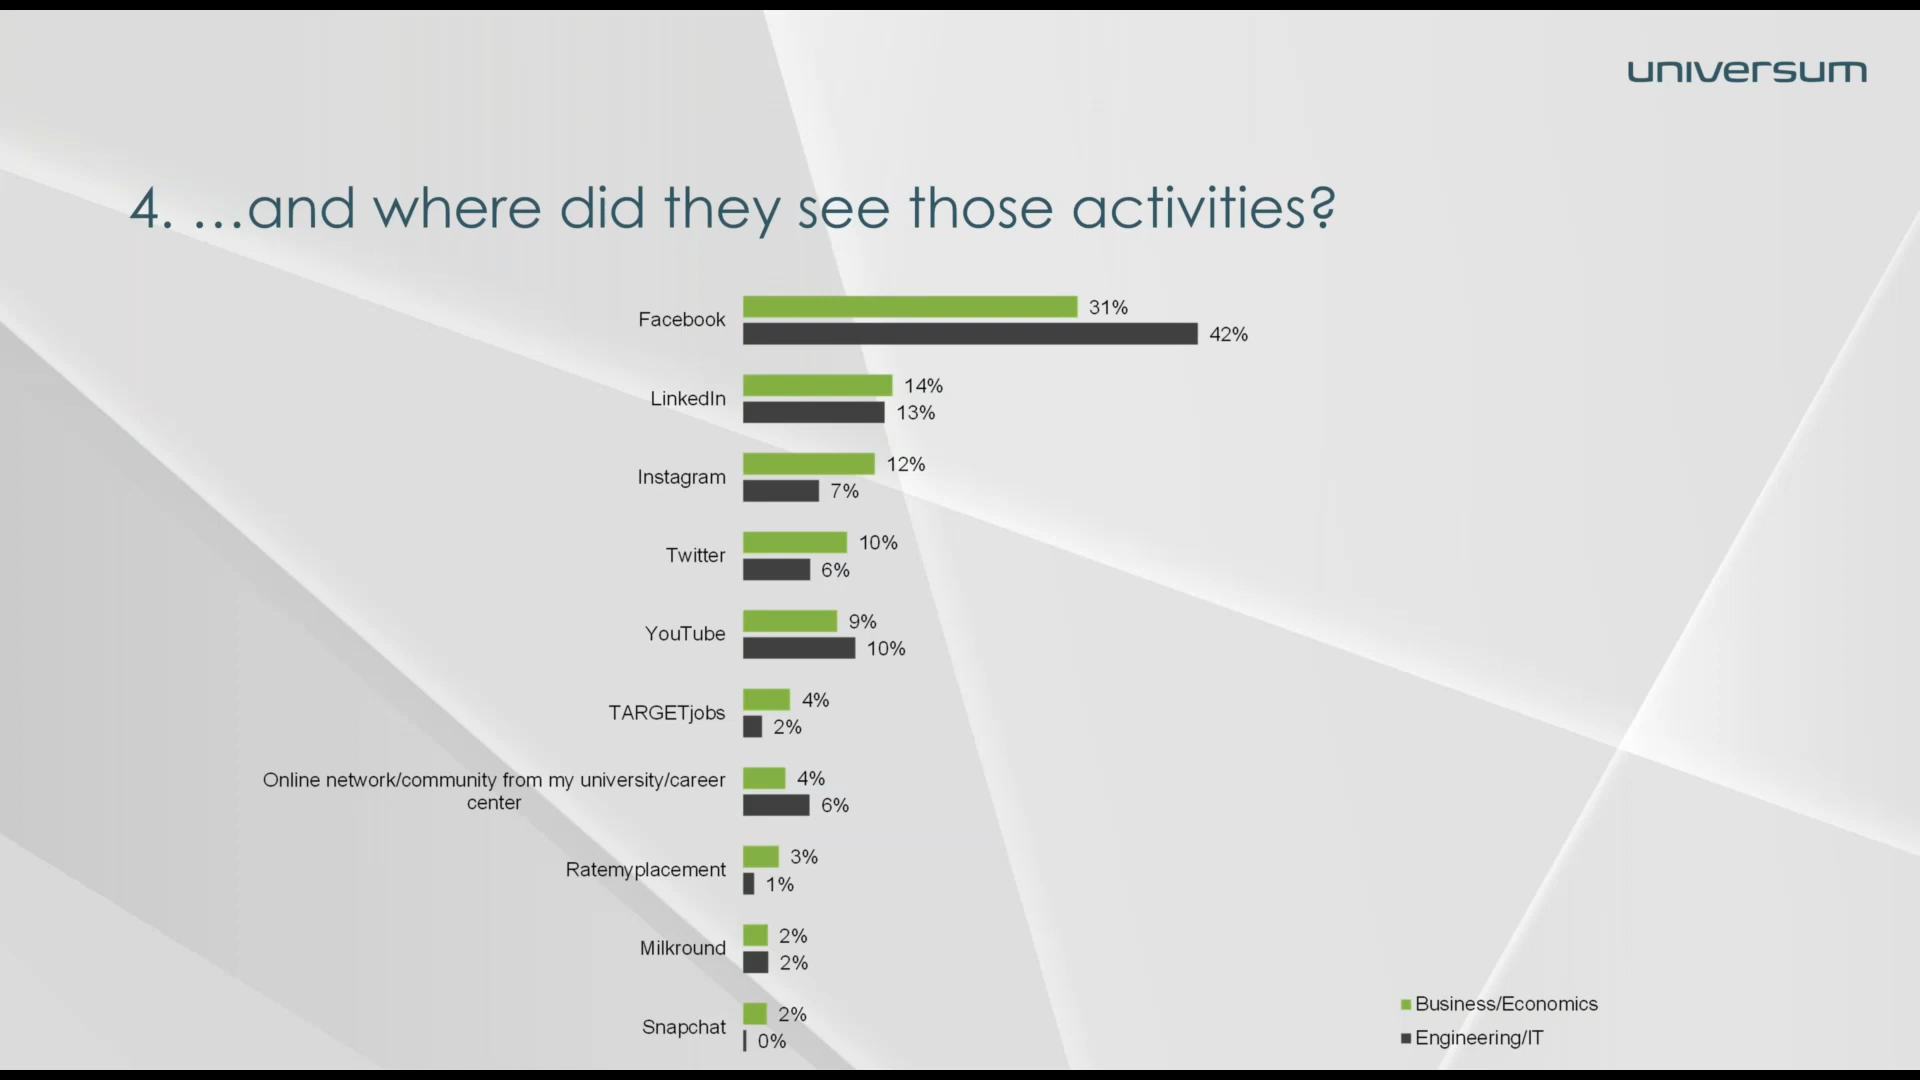 universum
4. ...and where did they see those activities?
Facebook
31%
42%
LinkedIn
14%
13%
Instagram
12%
7%
Twitter
10%
6%
YouTube
9%
10%
TARGETjobs
4%
2%
Online network/community from my university/career
center
4%
6%
Ratemyplacement
3%
1%
Milkround
2%
2%
Snapchat
2%
0%
Business/Economics
Engineering/IT